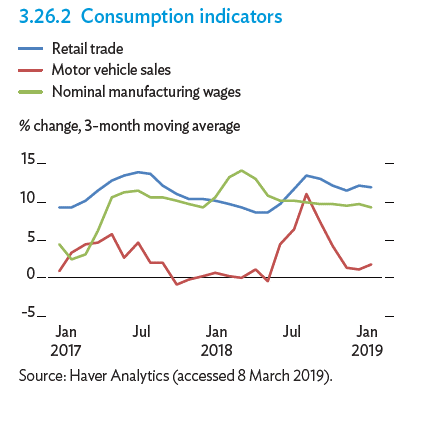 3.26.2 Consumption indicators
Retail trade
Motor vehicle sales
Nominal manufacturing wages
% change, 3-month moving average
15
10
5
0
-5
Jan Jul Jan Jul Jan
2017 2018 2019
Source: Haver Analytics (accessed 8 March 2019).